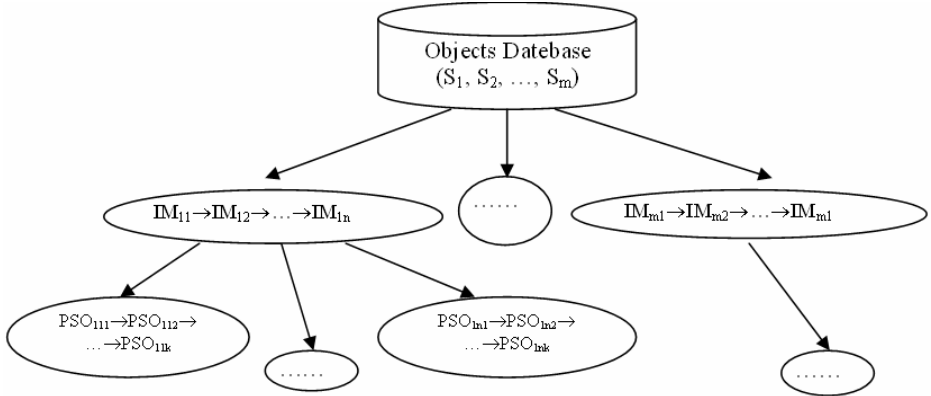 Objects Datebase
(S₁, S₂, …, Sₘ)
……
IM₁₁→IM₁₂→…→IM₁ₙ
IMₘ₁→IMₘ₂→…→IMₘ₁
PSO₁₁₁→PSO₁₁₂→
…→PSO₁₁ₖ
PSO₁ₙ₁→PSO₁ₙ₂→
…→PSO₁ₙₖ
……
……